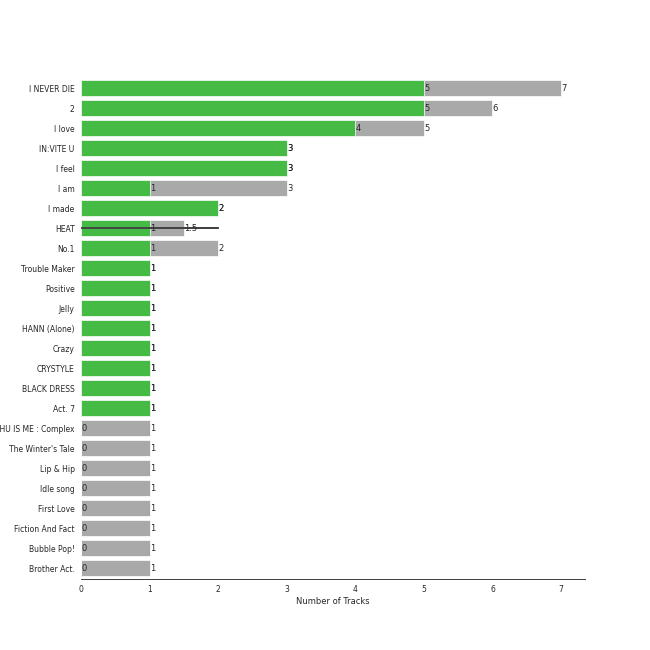 I NEVER DIE 5 7
2 5 6
I love 4 5
IN:VITE U 3
I feel 3
I am 1 3
I made 2
HEAT 1 1.5
No.1 1 2
Trouble Maker 1
Positive 1
Jelly 1
HANN (Alone) 1
Crazy 1
CRYSTYLE 1
BLACK DRESS 1
Act. 7 1
HU IS ME : Complex 0 1
The Winter's Tale 0 1
Lip & Hip 0 1
Idle song 0 1
First Love 0 1
Fiction And Fact 0 1
Bubble Pop! 0 1
Brother Act. 0 1
0 1 2 3 4 5 6 7
Number of Tracks